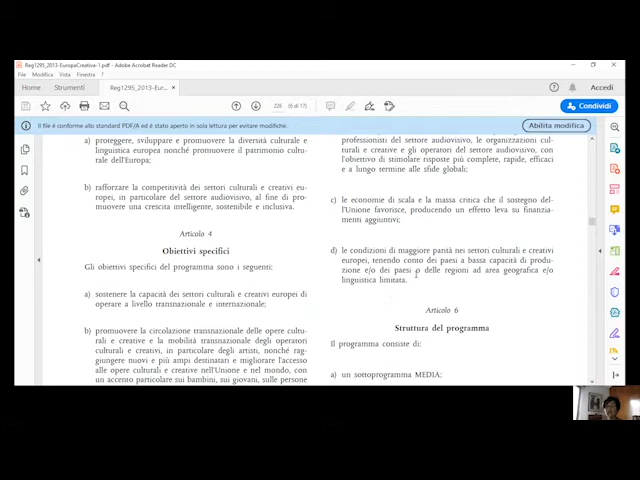 Reg1295_2013-EuropaCreativa-1.pdf - Adobe Acrobat Reader DC
File Modifica Vista Finestra ?
Home Strumenti Reg1295_2013-Eur... × Accedi
226 (6 di 17) Condividi
Il file è conforme allo standard PDF/A ed è stato aperto in sola lettura per evitare modifiche. Abilita modifica
a) proteggere, sviluppare e promuovere la diversità culturale e
linguistica europea nonché promuovere il patrimonio cultu-
rale dell'Europa;
b) rafforzare la competitività dei settori culturali e creativi eu-
ropei, in particolare del settore audiovisivo, al fine di pro-
muovere una crescita intelligente, sostenibile e inclusiva.
Articolo 4
Obiettivi specifici
Gli obiettivi specifici del programma sono i seguenti:
a) sostenere la capacità dei settori culturali e creativi europei di
operare a livello transnazionale e internazionale;
b) promuovere la circolazione transnazionale delle opere cultu-
rali e creative e la mobilità transnazionale degli operatori
culturali e creativi, in particolare degli artisti, nonché rag-
giungere nuovi e più ampi destinatari e migliorare l'accesso
alle opere culturali e creative nell'Unione e nel mondo, con
un accento particolare sui bambini, sui giovani, sulle persone
professionisti del settore audiovisivo, le organizzazioni cul-
turali e creative e gli operatori del settore audiovisivo, con
l'obiettivo di stimolare risposte più complete, rapide, efficaci
e a lungo termine alle sfide globali;
c) le economie di scala e la massa critica che il sostegno del-
l'Unione favorisce, producendo un effetto leva su finanzia-
menti aggiuntivi;
d) le condizioni di maggiore parità nei settori culturali e creativi
europei, tenendo conto dei paesi a bassa capacità di produ-
zione e/o dei paesi o delle regioni ad area geografica e/o
linguistica limitata.
Articolo 6
Struttura del programma
Il programma consiste di:
a) un sottoprogramma MEDIA;